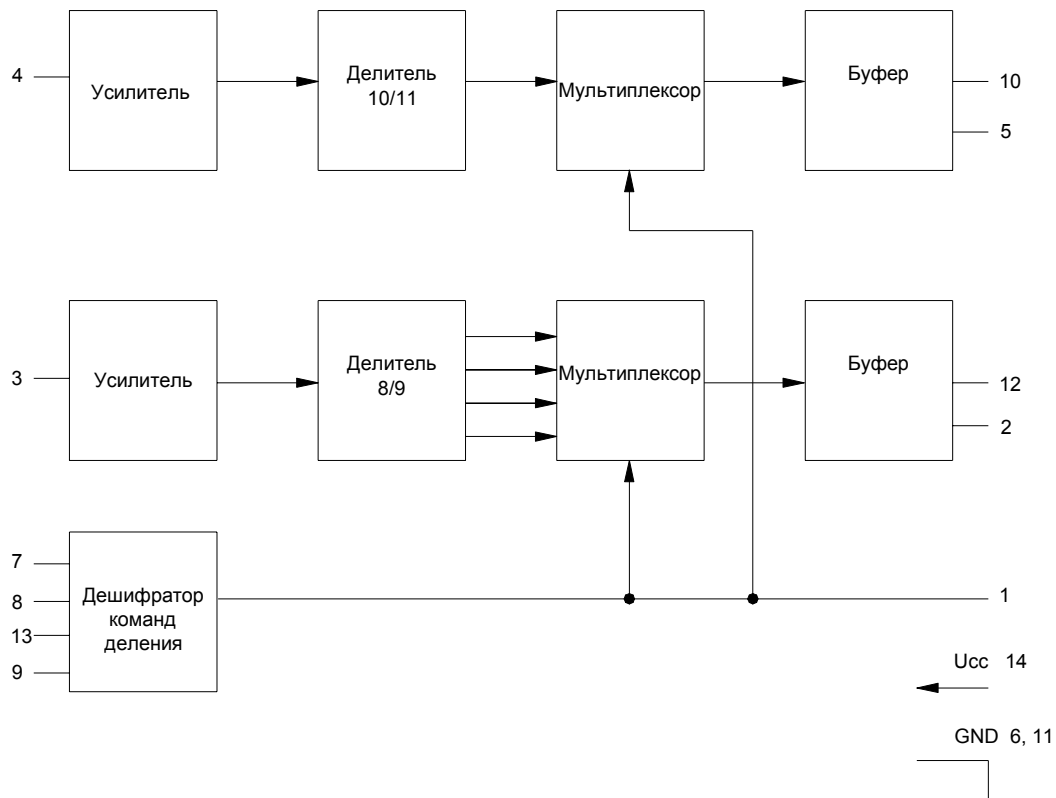 4
Усилитель
Делитель
10/11
Мультиплексор
Буфер
10
5
3
Усилитель
Делитель
8/9
Мультиплексор
Буфер
12
2
7
8
13
9
Дешифратор
команд
деления
1
Ucc 14
GND 6, 11